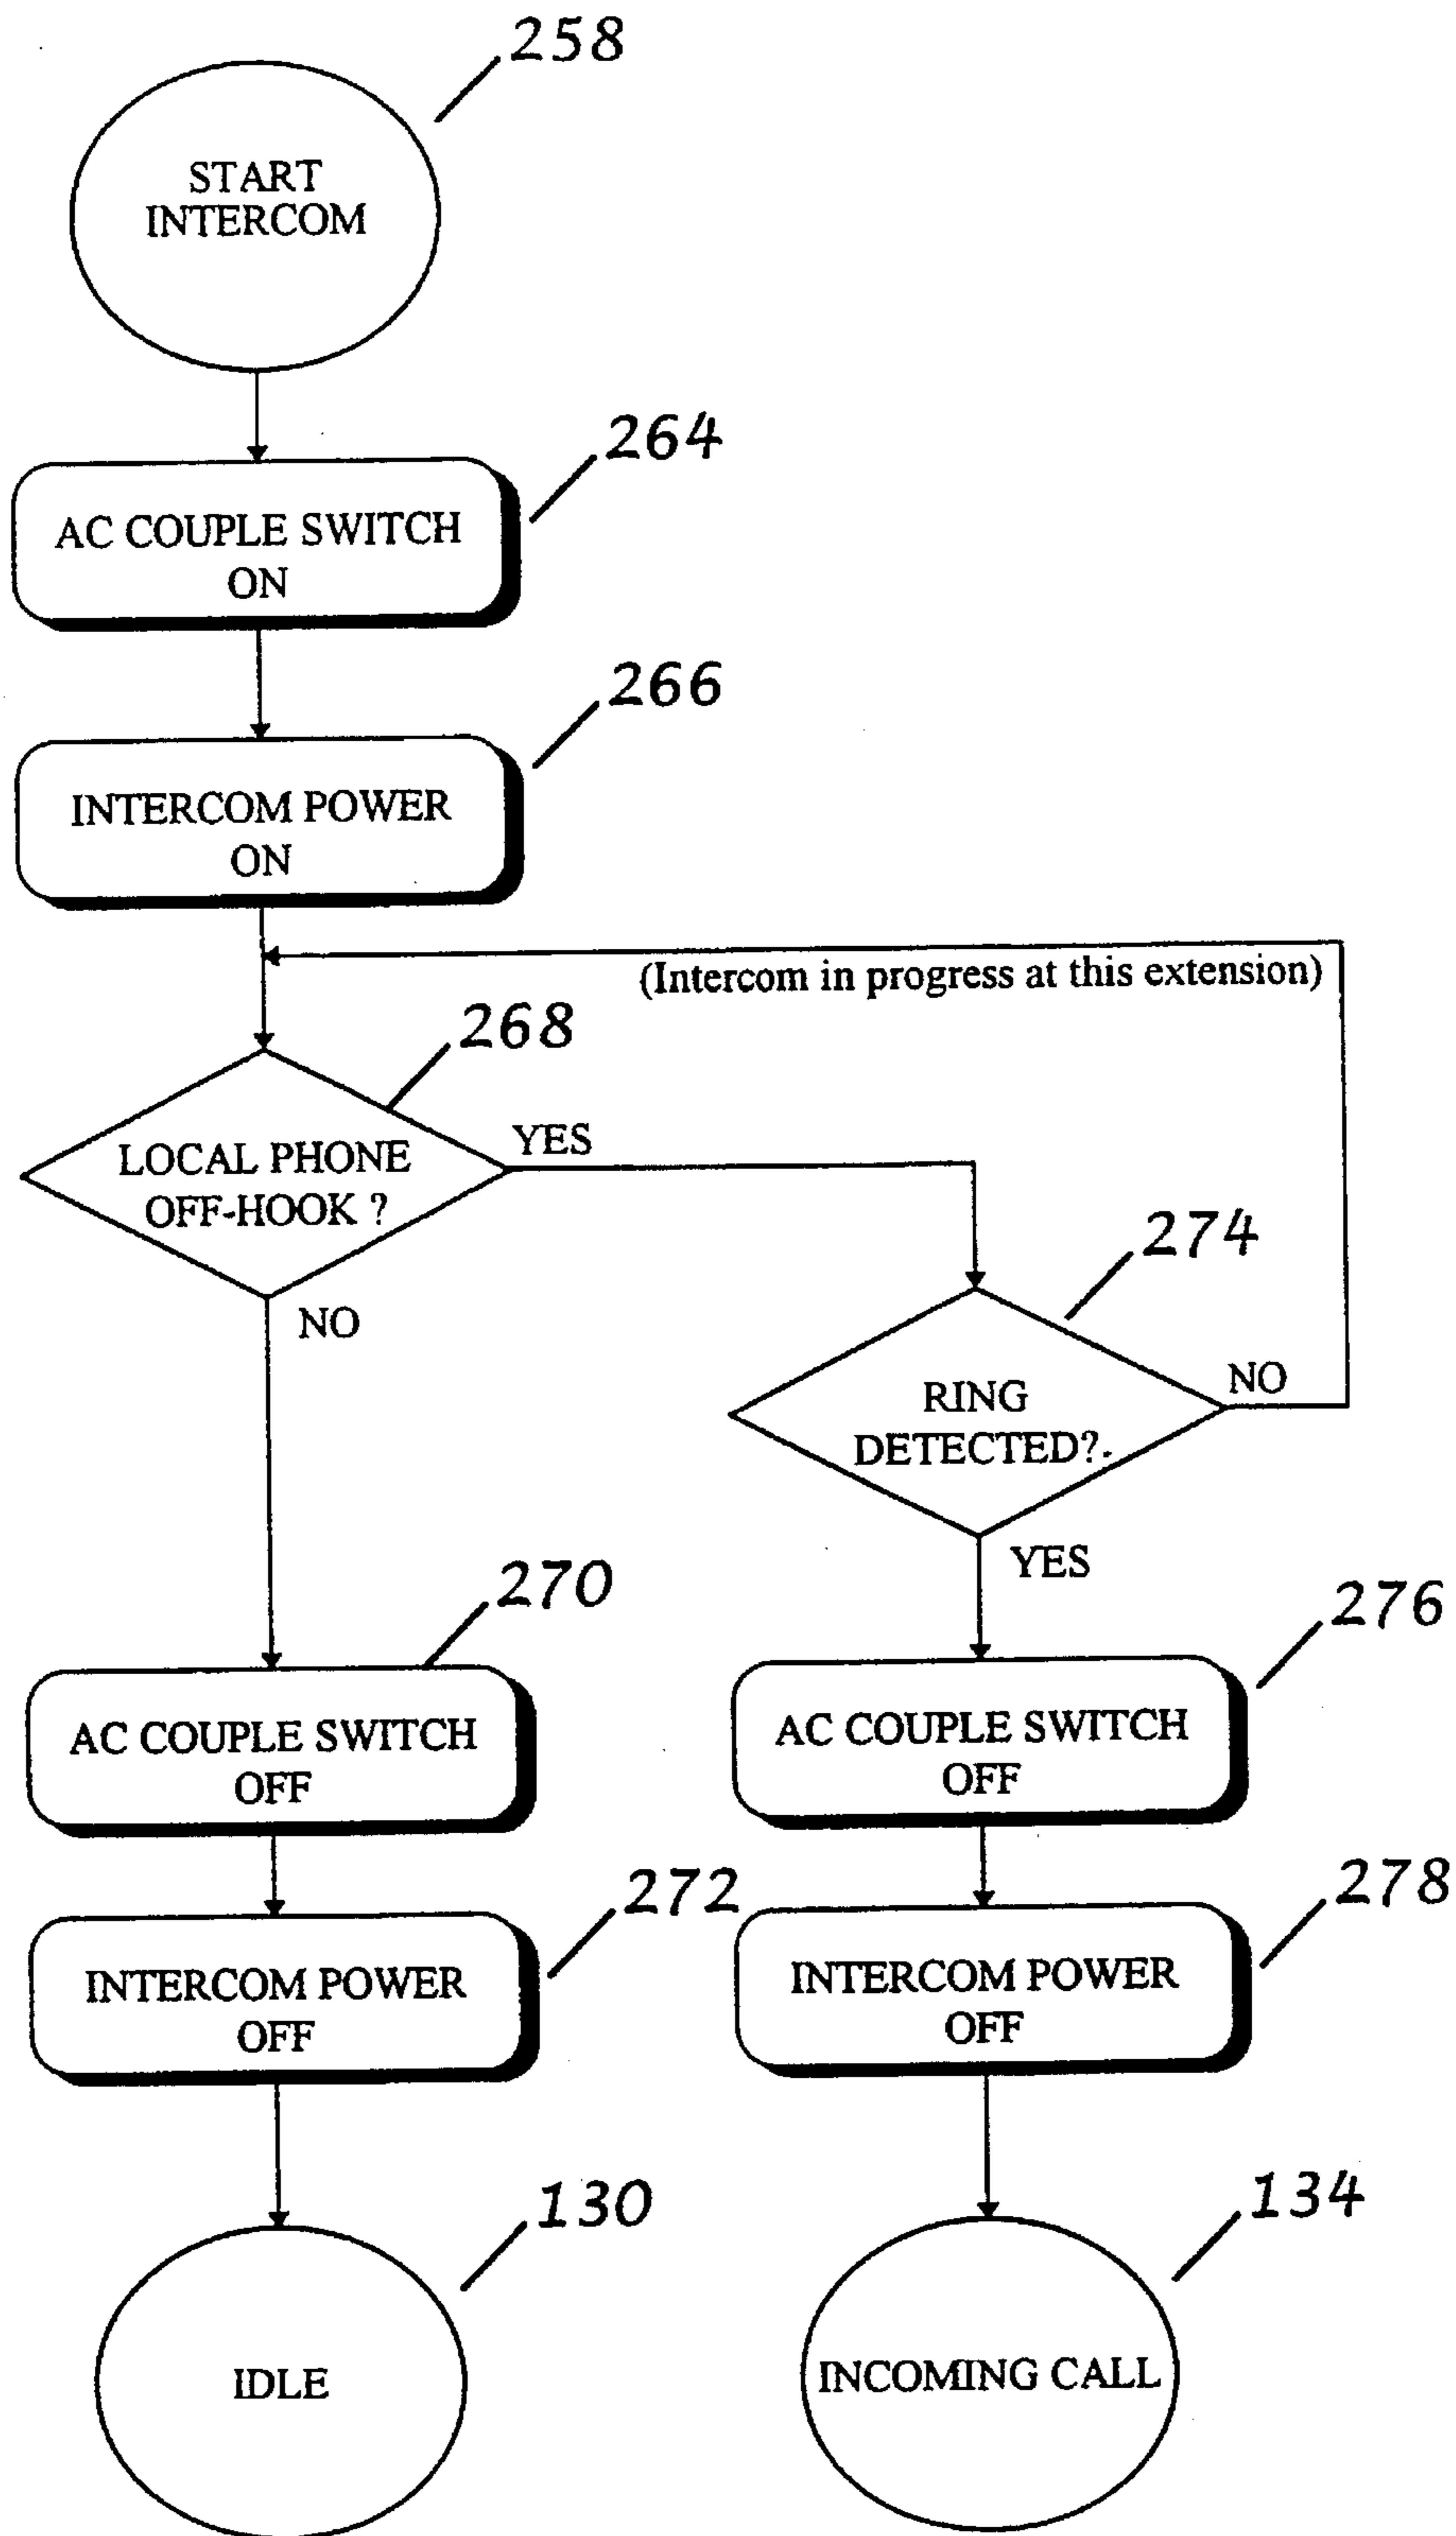 258
START
INTERCOM
264
AC COUPLE SWITCH
ON
266
INTERCOM POWER
ON
(Intercom in progress at this extension)
268
LOCAL PHONE
OFF-HOOK ?
YES
NO
274
RING
DETECTED?
NO
YES
270
AC COUPLE SWITCH
OFF
276
AC COUPLE SWITCH
OFF
272
INTERCOM POWER
OFF
278
INTERCOM POWER
OFF
130
IDLE
134
INCOMING CALL